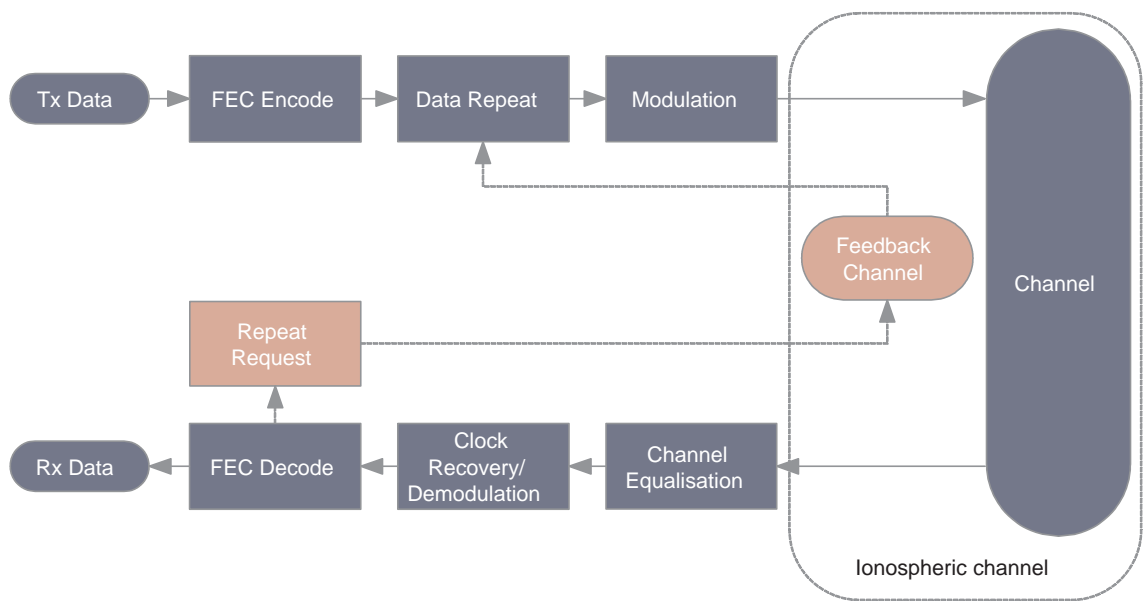 Tx Data
FEC Encode
Data Repeat
Modulation
Feedback
Channel
Channel
Repeat
Request
Rx Data
FEC Decode
Clock
Recovery/
Demodulation
Channel
Equalisation
Ionospheric channel